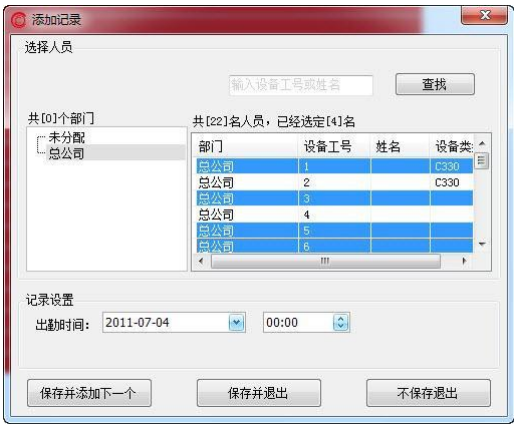 添加记录
选择人员
输入设备工号或姓名
查找
共[0]个部门
未分配
总公司
共[22]名人员，已经选定[4]名
部门 设备工号 姓名 设备类
总公司 1 C330
总公司 2 C330
总公司 3
总公司 4
总公司 5
总公司 6
记录设置
出勤时间： 2011-07-04 00:00
保存并添加下一个 保存并退出 不保存退出